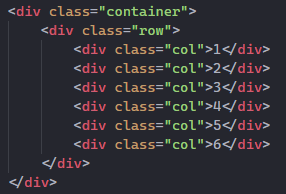 <div class="container">
    <div class="row">
        <div class="col">1</div>
        <div class="col">2</div>
        <div class="col">3</div>
        <div class="col">4</div>
        <div class="col">5</div>
        <div class="col">6</div>
    </div>
</div>